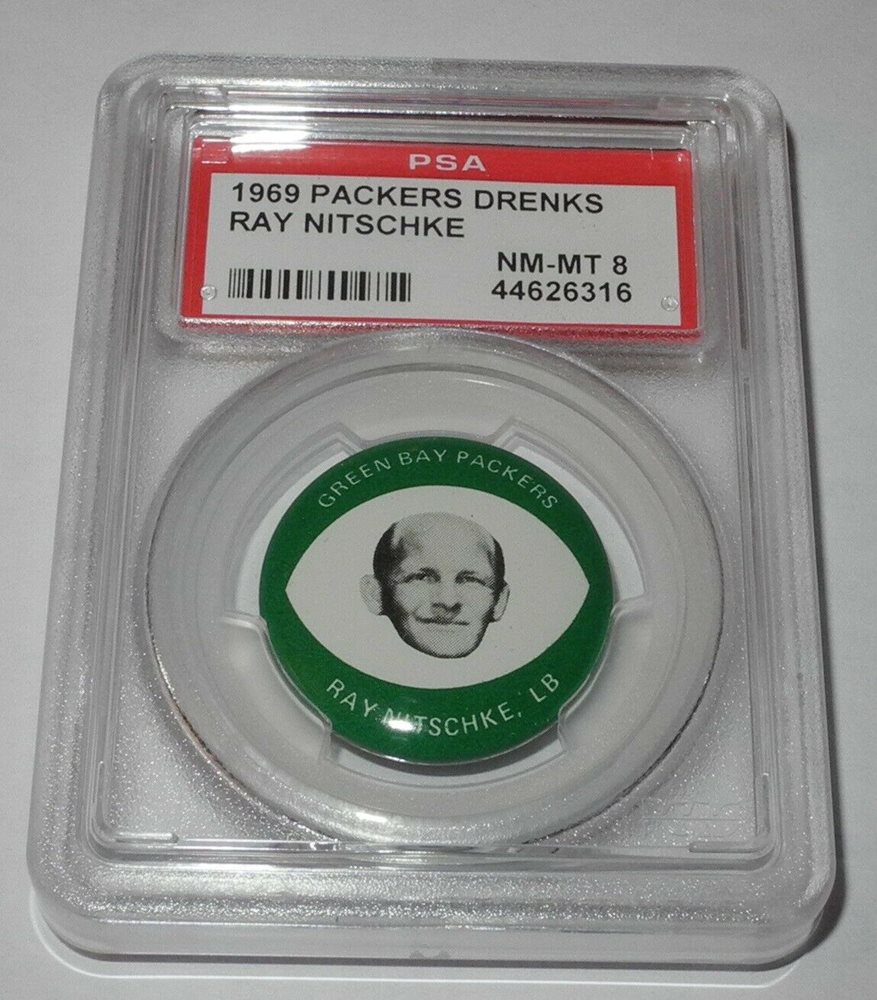 PSA
1969 PACKERS DRENKS
RAY NITSCHKE
NM-MT 8
44626316
GREEN BAY PACKERS
RAY NITSCHKE, LB